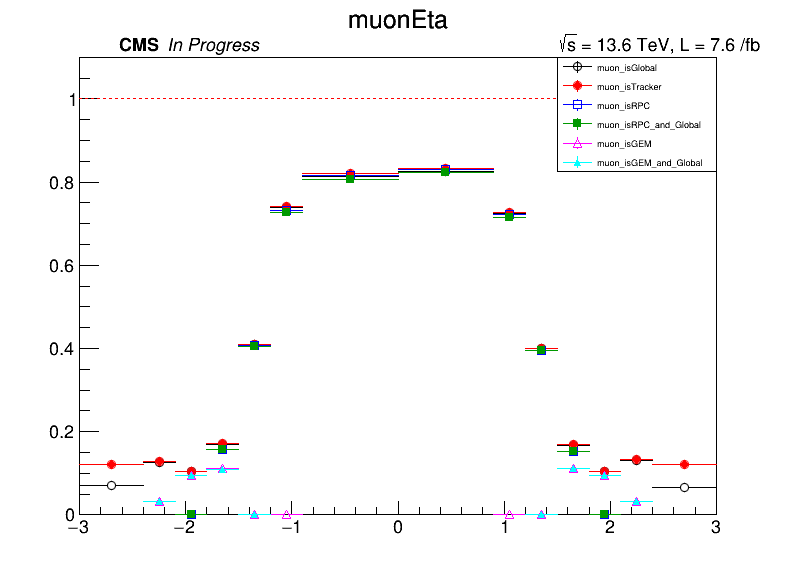 muonEta
CMS In Progress
√s = 13.6 TeV, L = 7.6 /fb
muon_isGlobal
muon_isTracker
muon_isRPC
muon_isRPC_and_Global
muon_isGEM
muon_isGEM_and_Global
1
0.8
0.6
0.4
0.2
0
−3 −2 −1 0 1 2 3